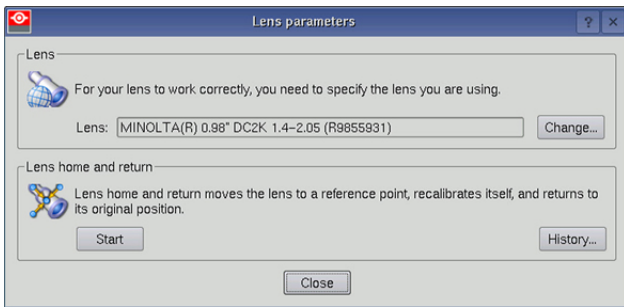 Lens parameters
? ×
Lens
For your lens to work correctly, you need to specify the lens you are using.
Lens: MINOLTA(R) 0.98" DC2K 1.4-2.05 (R9855931) Change...
Lens home and return
Lens home and return moves the lens to a reference point, recalibrates itself, and returns to
its original position.
Start History...
Close